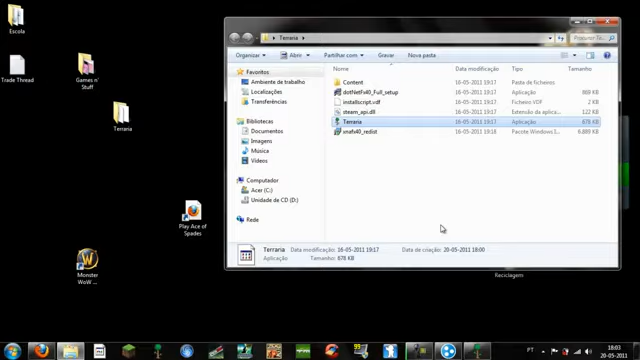 Escola
Trade Thread
Games n'
Stuff
Terraria
Play Ace of
Spades
Monster
WoW ...
Terraria
Organizar
Abrir
Partilhar com
Gravar
Nova pasta
Nome
Data modificação
Tipo
Tamanho
Favoritos
Ambiente de trabalho
Localizações
Transferências
Bibliotecas
Documentos
Imagens
Música
Vídeos
Computador
Acer (C:)
Unidade de CD (D:)
Rede
Content 16-05-2011 19:17 Pasta de ficheiros
dotNetFx40_Full_setup 16-05-2011 19:17 Aplicação 869 KB
installscript.vdf 16-05-2011 19:17 Ficheiro VDF 2 KB
steam_api.dll 16-05-2011 19:17 Extensão da aplica... 122 KB
Terraria 16-05-2011 19:17 Aplicação 678 KB
xnafx40_redist 16-05-2011 19:18 Pacote Windows I... 6.889 KB
Terraria Data modificação: 16-05-2011 19:17 Data de criação: 20-05-2011 18:00
Aplicação Tamanho: 678 KB
Reciclagem
PT
18:03
20-05-2011